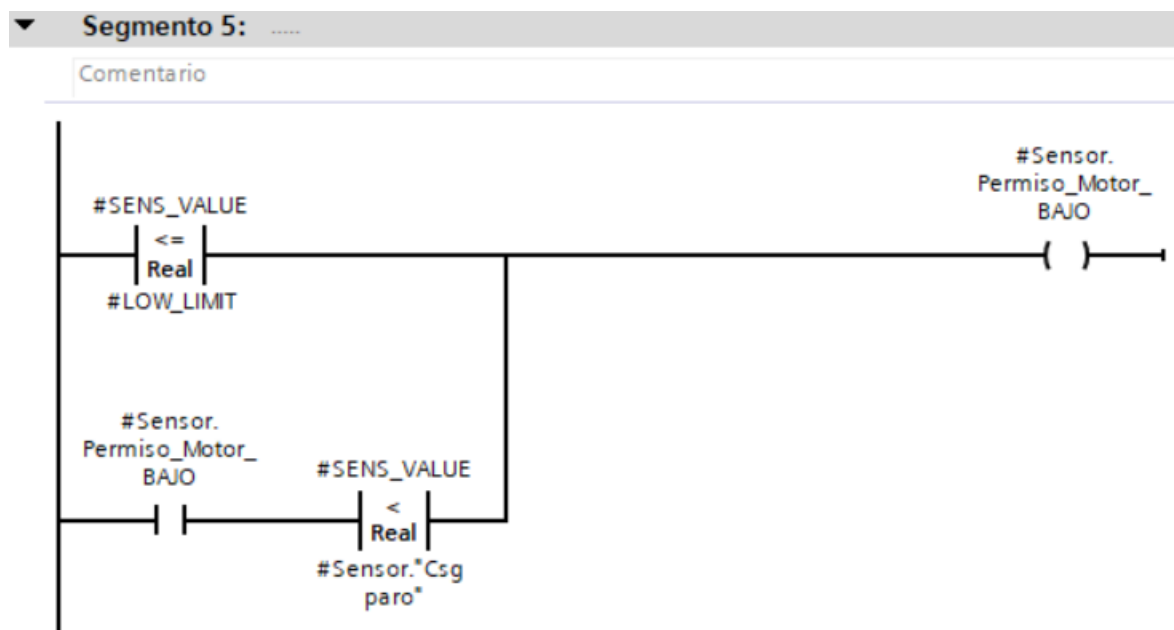 Segmento 5: .....
Comentario
#Sensor.
Permiso_Motor_
BAJO
( )
#SENS_VALUE
<=
Real
#LOW_LIMIT
#Sensor.
Permiso_Motor_
BAJO
#SENS_VALUE
<
Real
#Sensor."Csg
paro"